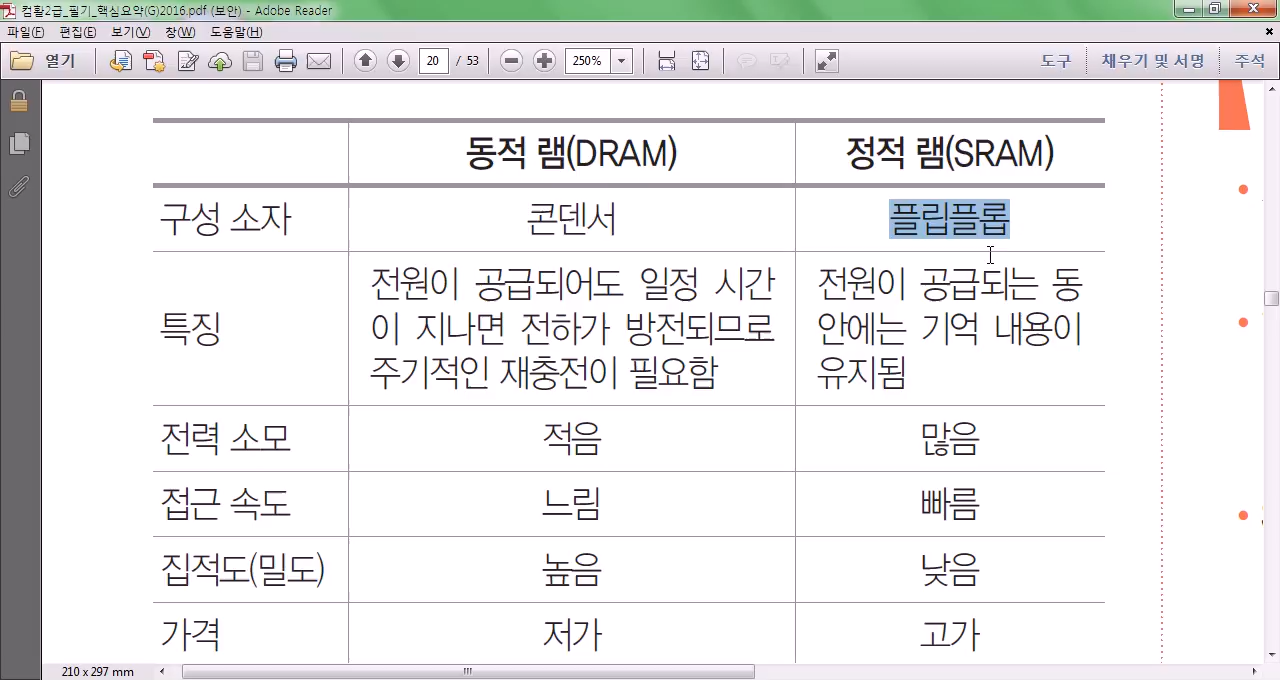 컴활2급_필기_핵심요약(G)2016.pdf (보안) - Adobe Reader
파일(F) 편집(E) 보기(V) 창(W) 도움말(H)
열기 20 / 53 250% 도구 채우기 및 서명 주석
동적 램(DRAM) 정적 램(SRAM)
구성 소자 콘덴서 플립플롭
특징
전원이 공급되어도 일정 시간
이 지나면 전하가 방전되므로
주기적인 재충전이 필요함
전원이 공급되는 동
안에는 기억 내용이
유지됨
전력 소모 적음 많음
접근 속도 느림 빠름
집적도(밀도) 높음 낮음
가격 저가 고가
210 x 297 mm